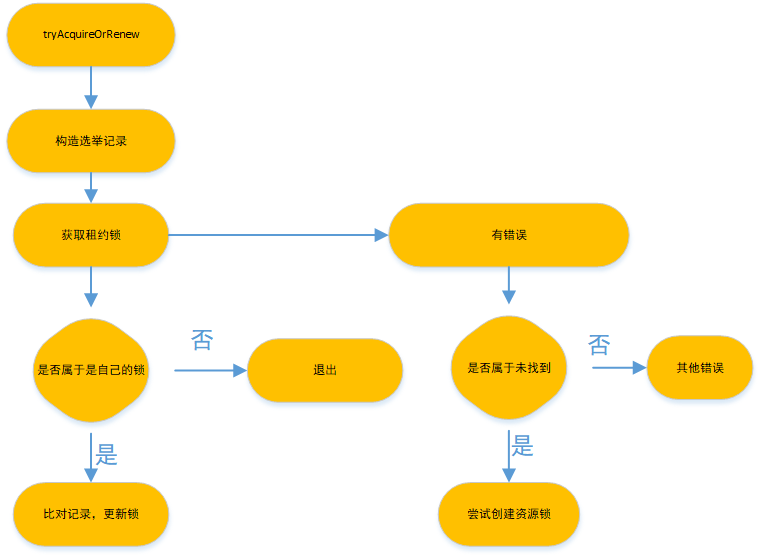 tryAcquireOrRenew
构造选举记录
获取租约锁
有错误
是否属于是自己的锁
否
退出
是否属于未找到
否
其他错误
是
是
比对记录，更新锁
尝试创建资源锁